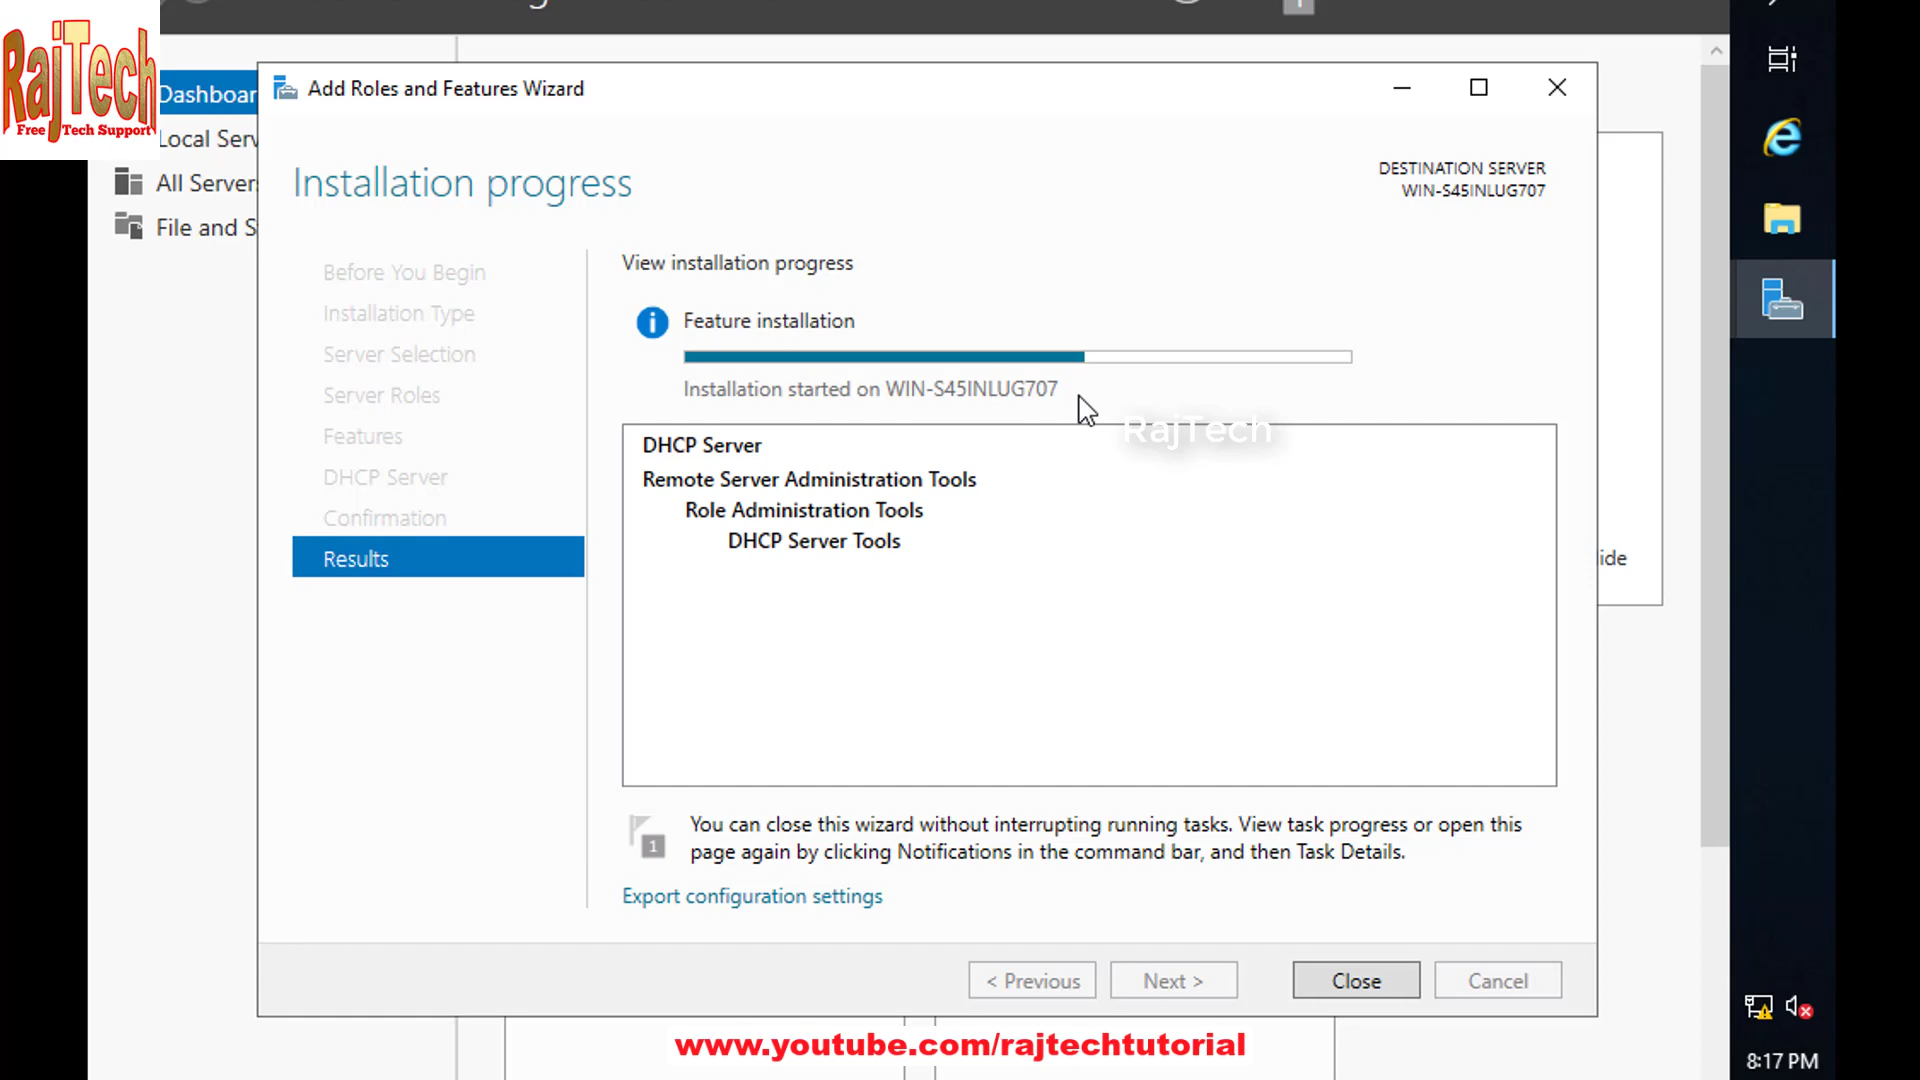 RajTech
Free Tech Support
Dashboar
Local Serv
All Server
File and S
Add Roles and Features Wizard
Installation progress
DESTINATION SERVER
WIN-S45INLUG707
Before You Begin
Installation Type
Server Selection
Server Roles
Features
DHCP Server
Confirmation
Results
View installation progress
Feature installation
Installation started on WIN-S45INLUG707
RajTech
DHCP Server
Remote Server Administration Tools
Role Administration Tools
DHCP Server Tools
ide
1
You can close this wizard without interrupting running tasks. View task progress or open this
page again by clicking Notifications in the command bar, and then Task Details.
Export configuration settings
< Previous
Next >
Close
Cancel
www.youtube.com/rajtechtutorial
8:17 PM